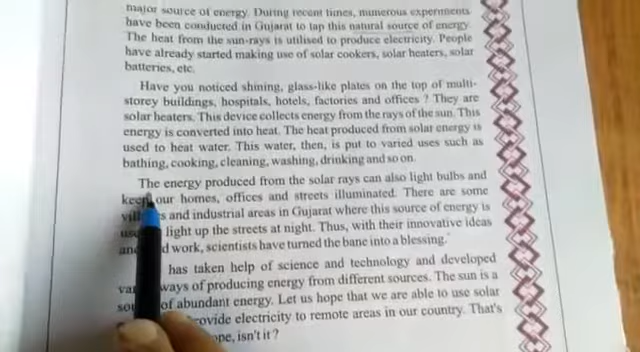 major source of energy. During recent times, numerous experiments
have been conducted in Gujarat to tap this natural source of energy.
The heat from the sun-rays is utilised to produce electricity. People
have already started making use of solar cookers, solar heaters, solar
batteries, etc.
Have you noticed shining, glass-like plates on the top of multi-
storey buildings, hospitals, hotels, factories and offices ? They are
solar heaters. This device collects energy from the rays of the sun. This
energy is converted into heat. The heat produced from solar energy is
used to heat water. This water, then, is put to varied uses such as
bathing, cooking, cleaning, washing, drinking and so on.
The energy produced from the solar rays can also light bulbs and
keep our homes, offices and streets illuminated. There are some
and industrial areas in Gujarat where this source of energy is
light up the streets at night. Thus, with their innovative ideas
work, scientists have turned the bane into a blessing.
has taken help of science and technology and developed
ways of producing energy from different sources. The sun is a
of abundant energy. Let us hope that we are able to use solar
provide electricity to remote areas in our country. That's
isn't it ?